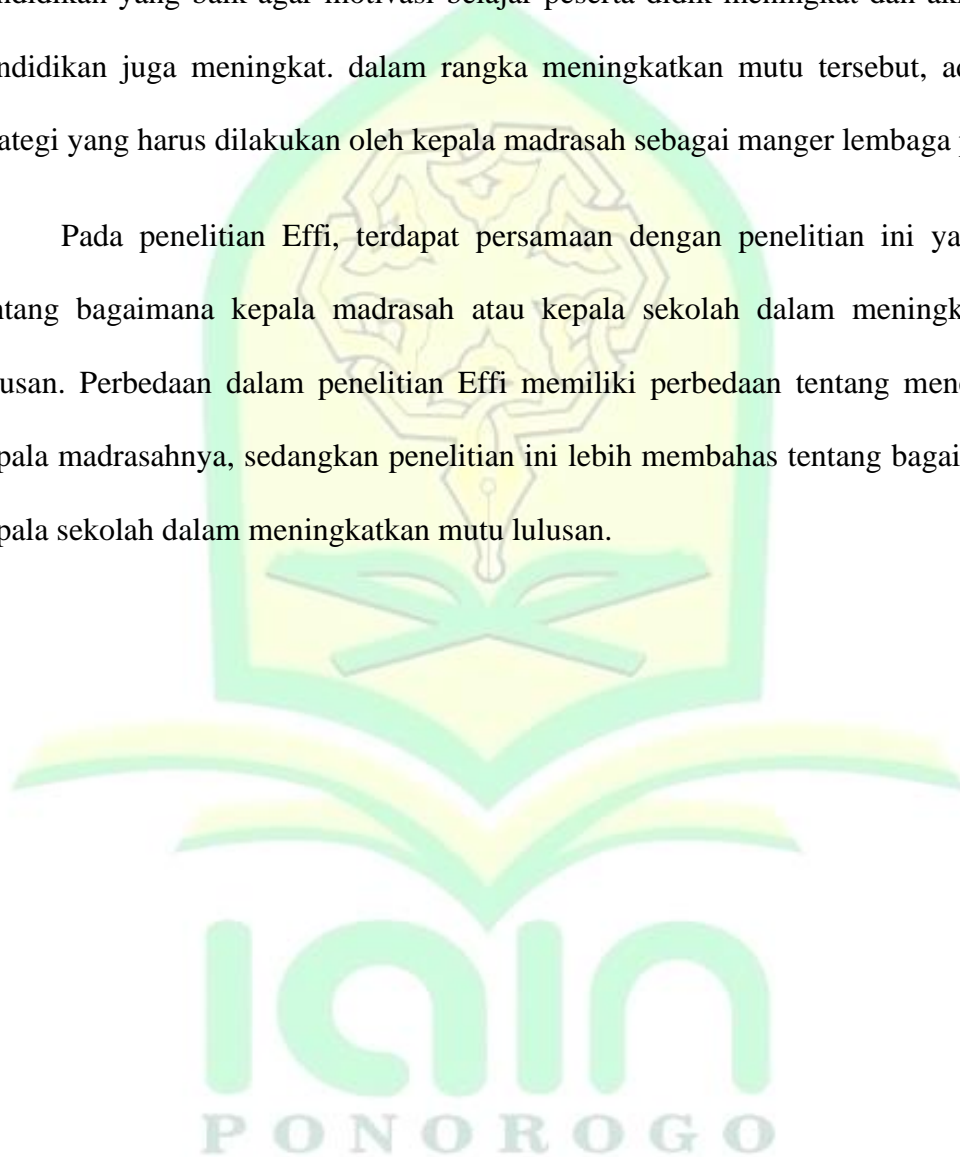 ndidikan yang baik agar motivasi belajar peserta didik meningkat dan
ndidikan juga meningkat. dalam rangka meningkatkan mutu tersebut,
ategi yang harus dilakukan oleh kepala madrasah sebagai manger lembaga
Pada penelitian Effi, terdapat persamaan dengan penelitian ini ya
ntang bagaimana kepala madrasah atau kepala sekolah dalam meningk
usan. Perbedaan dalam penelitian Effi memiliki perbedaan tentang men
pala madrasahnya, sedangkan penelitian ini lebih membahas tentang bagai
pala sekolah dalam meningkatkan mutu lulusan.
iain
PONOROGO